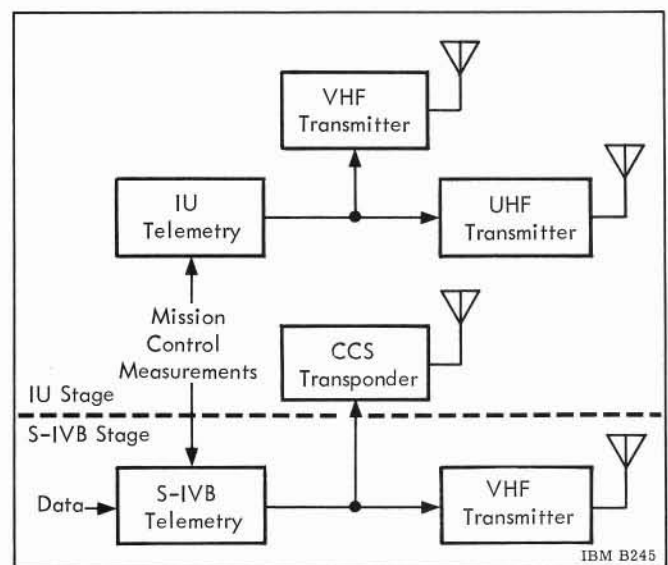 VHF
Transmitter
IU
Telemetry
UHF
Transmitter
Mission
Control
Measurements
CCS
Transponder
IU Stage
S-IVB Stage
Data
S-IVB
Telemetry
VHF
Transmitter
IBM B245